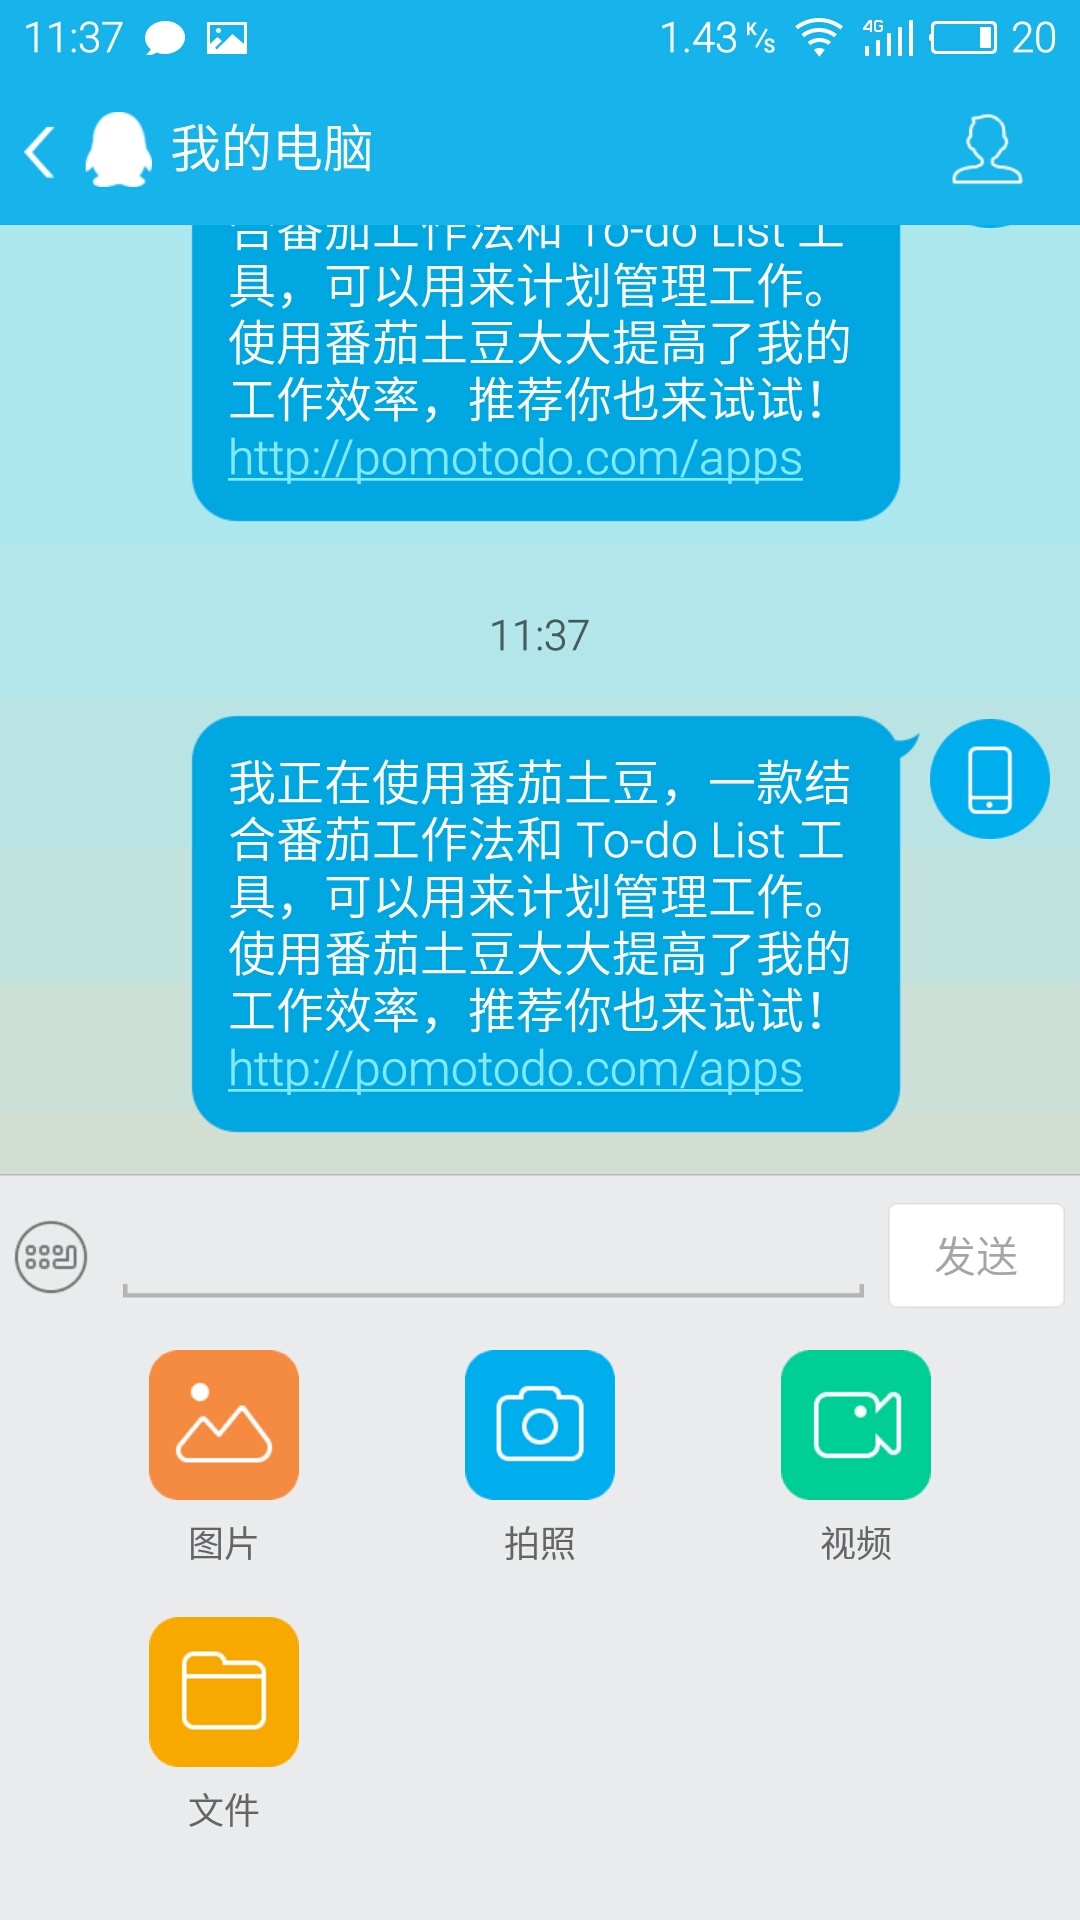 11:37 1.43 K/s 4G 20
我的电脑
合番茄工作法和 To-do List 工
具，可以用来计划管理工作。
使用番茄土豆大大提高了我的
工作效率，推荐你也来试试！
http://pomotodo.com/apps
11:37
我正在使用番茄土豆，一款结
合番茄工作法和 To-do List 工
具，可以用来计划管理工作。
使用番茄土豆大大提高了我的
工作效率，推荐你也来试试！
http://pomotodo.com/apps
发送
图片 拍照 视频
文件